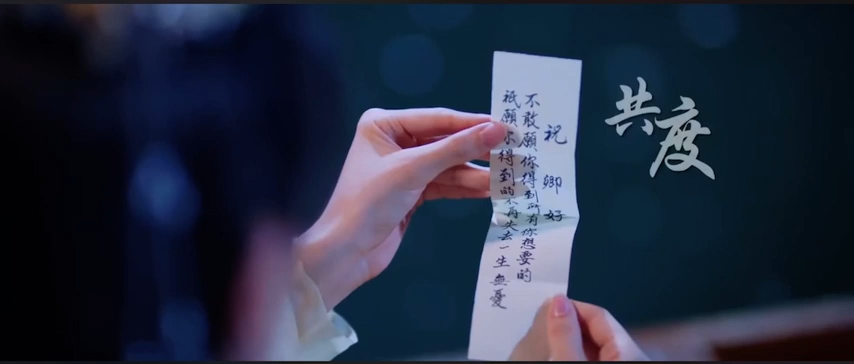 祝卿好
不敢願你得到所有你想要的
祇願你得到的不再失去一生無憂
共度